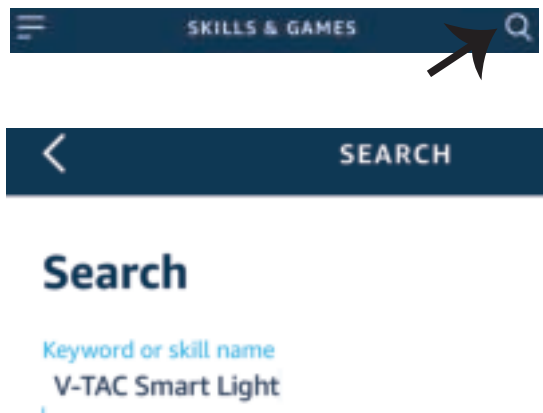 SKILLS & GAMES
SEARCH
Search
Keyword or skill name
V-TAC Smart Light